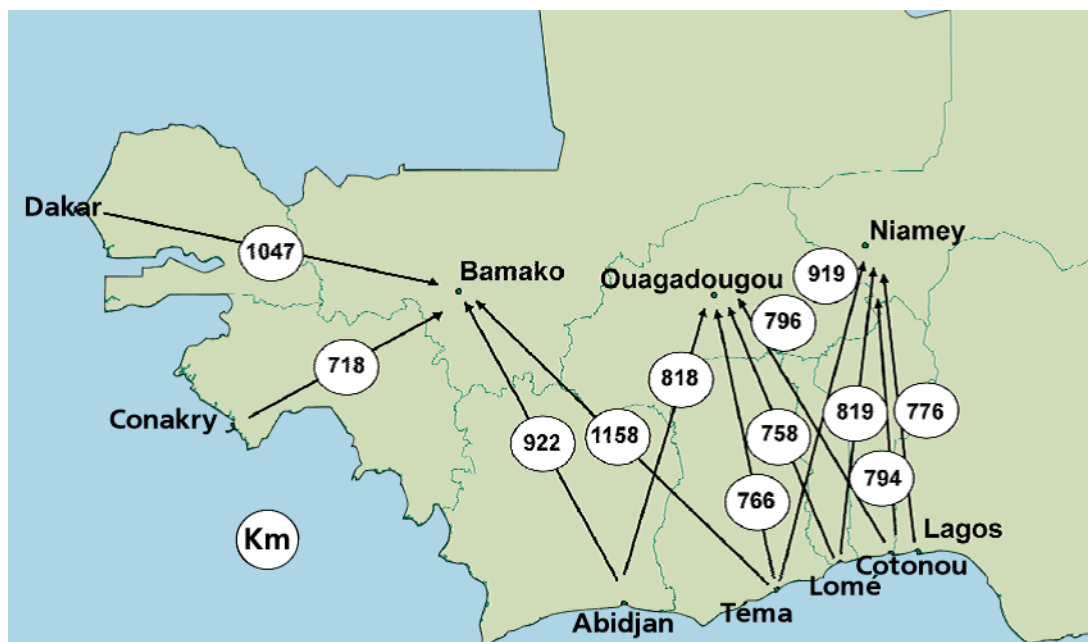 Niamey
Dakar
1047
Bamako
Ouagadougou
919
796
718
818
Conakry
922
1158
758
819
776
766
794
Km
Lagos
Cotonou
Lomé
Téma
Abidjan